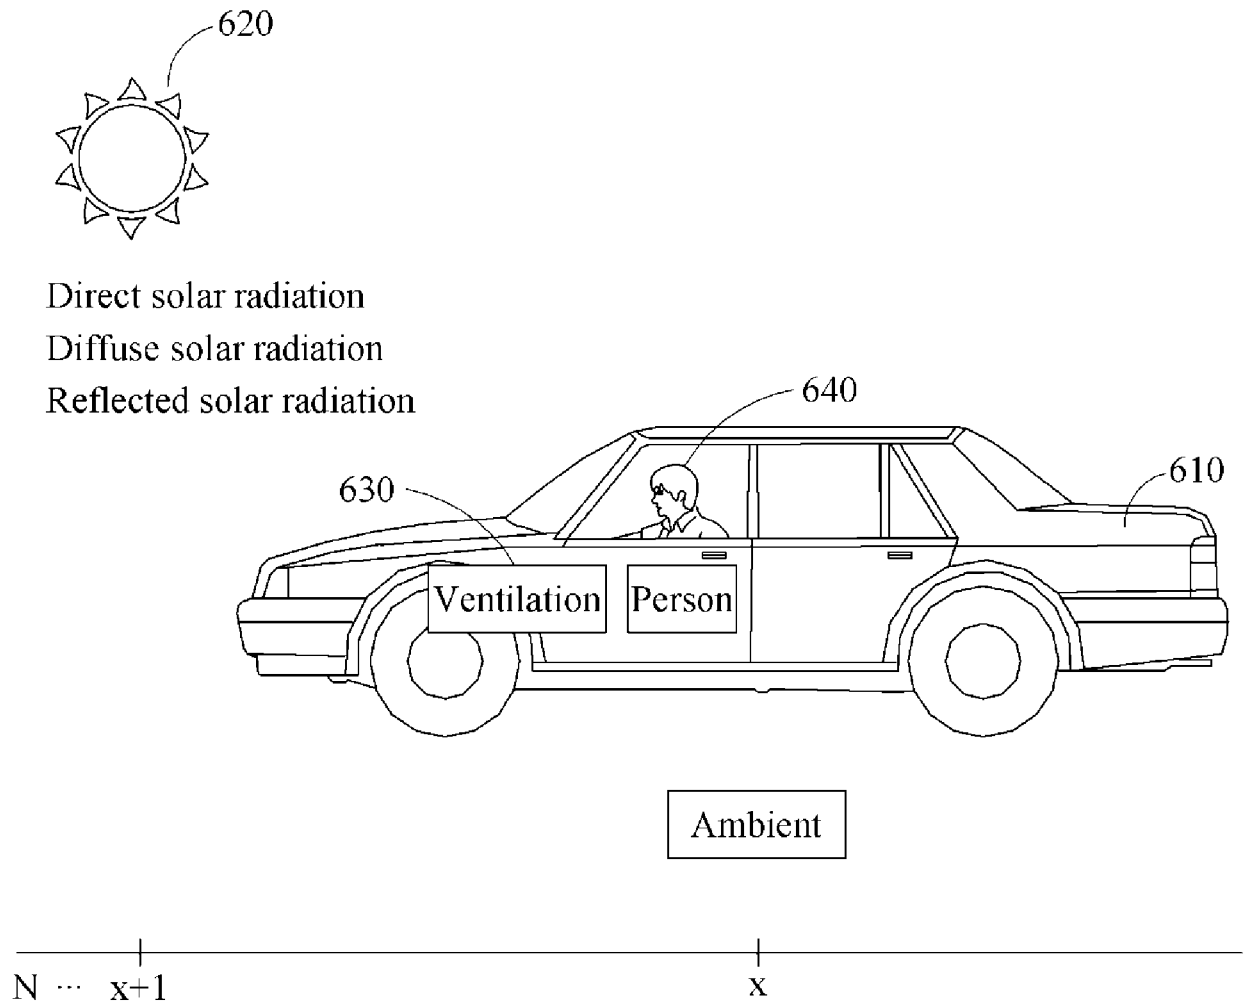 620
Direct solar radiation
Diffuse solar radiation
Reflected solar radiation
640
610
630
Ventilation
Person
Ambient
N ··· x+1 x